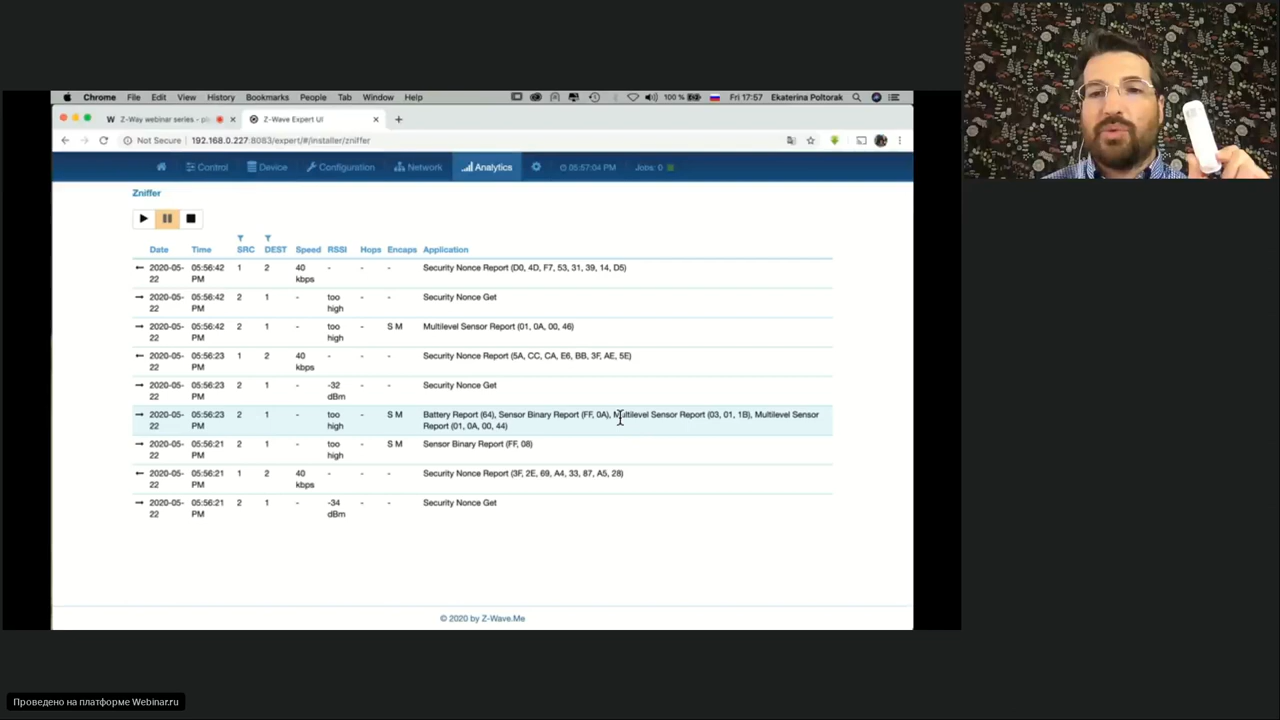 Chrome File Edit View History Bookmarks People Tab Window Help 100 % Fri 17:57 Ekaterina Poltorak
Z-Way webinar series - pl Z-Wave Expert UI
Not Secure 192.168.0.227:8083/expert/#/installer/zniffer
Control Device Configuration Network Analytics 05:57:04 PM Jobs: 0
Zniffer
Date Time SRC DEST Speed RSSI Hops Encaps Application
2020-05- 05:56:42 1 2 40 - - - Security Nonce Report (D0, 4D, F7, 53, 31, 39, 14, D5)
22 PM kbps
2020-05- 05:56:42 2 1 - too - - Security Nonce Get
22 PM high
2020-05- 05:56:42 2 1 - too - S M Multilevel Sensor Report (01, 0A, 00, 46)
22 PM high
2020-05- 05:56:23 1 2 40 - - - Security Nonce Report (5A, CC, CA, E6, BB, 3F, AE, 5E)
22 PM kbps
2020-05- 05:56:23 2 1 - -32 - - Security Nonce Get
22 PM dBm
2020-05- 05:56:23 2 1 - too - S M Battery Report (64), Sensor Binary Report (FF, 0A), Multilevel Sensor Report (03, 01, 1B), Multilevel Sensor
22 PM high Report (01, 0A, 00, 44)
2020-05- 05:56:21 2 1 - too - S M Sensor Binary Report (FF, 08)
22 PM high
2020-05- 05:56:21 1 2 40 - - - Security Nonce Report (3F, 2E, 69, A4, 33, 87, A5, 28)
22 PM kbps
2020-05- 05:56:21 2 1 - -34 - - Security Nonce Get
22 PM dBm
© 2020 by Z-Wave.Me
Проведено на платформе Webinar.ru